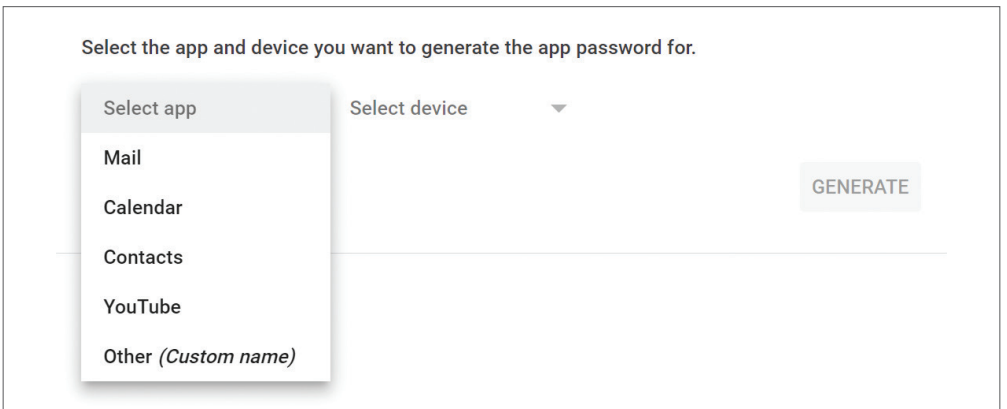 Select the app and device you want to generate the app password for.
Select app
Select device
Mail
Calendar
GENERATE
Contacts
YouTube
Other (Custom name)